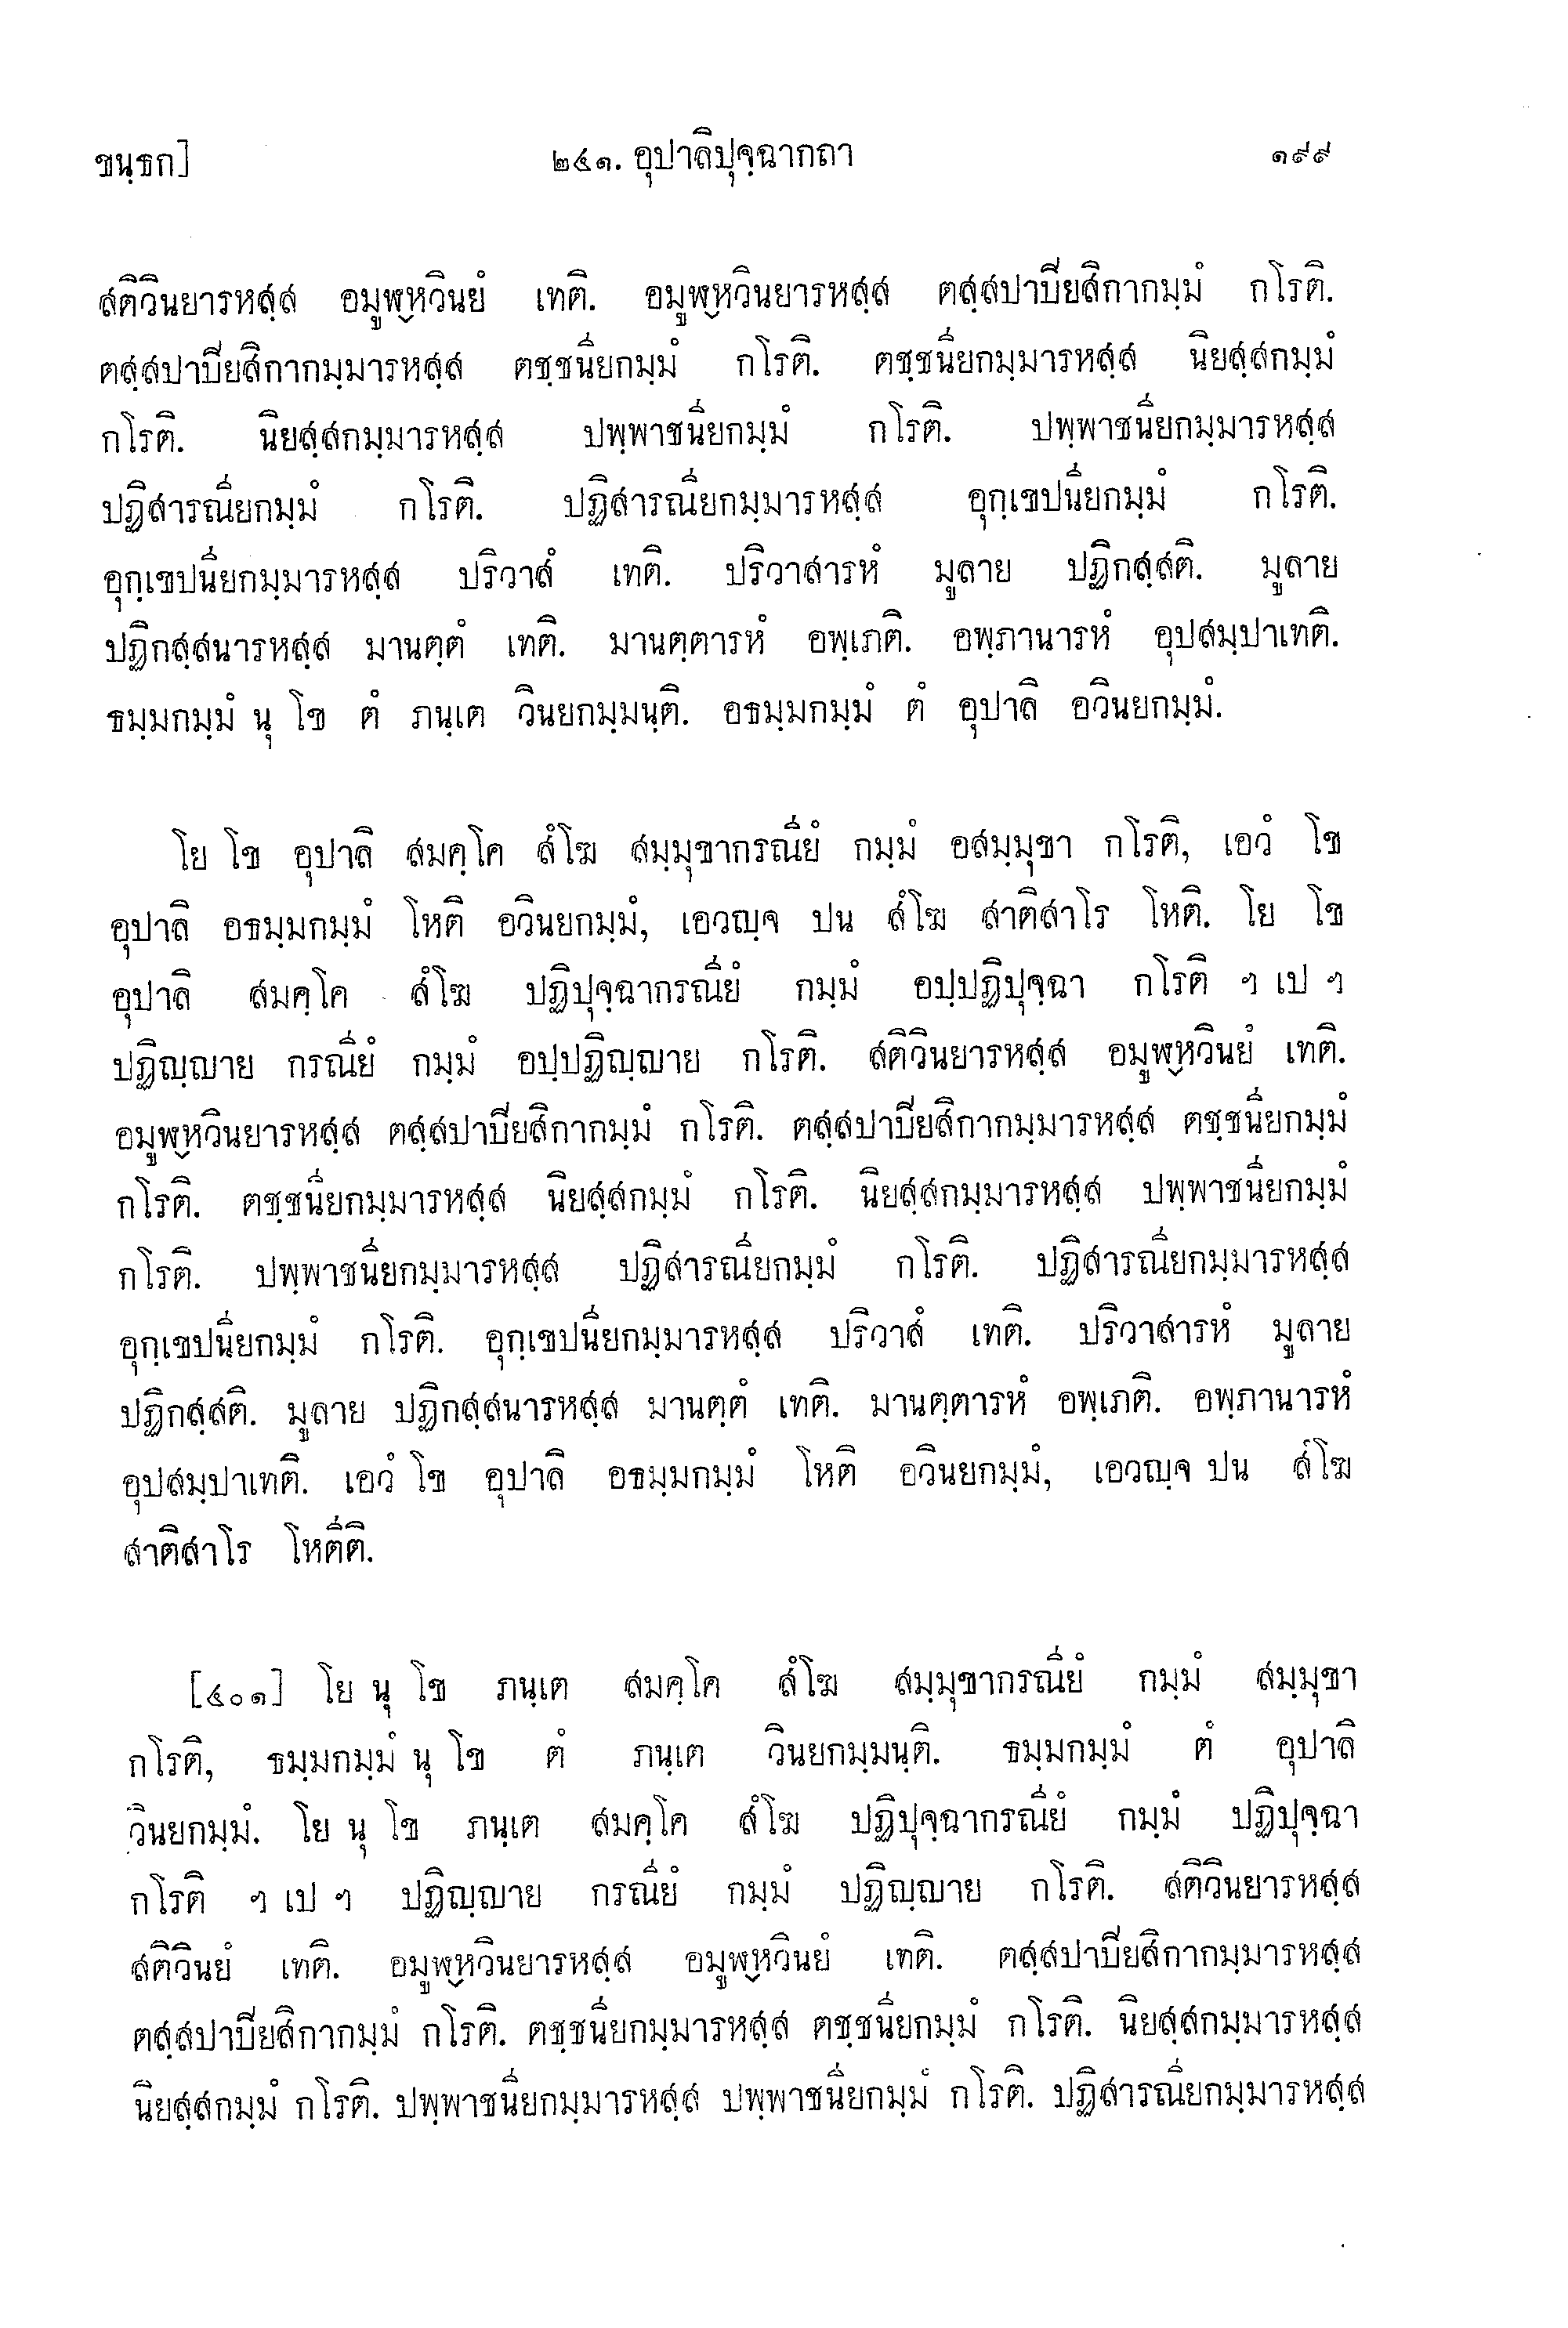 ขนฺธก] ๒๔๑. อุปาลิปุจฺฉากถา ๑๙๙
สติวินยารหสฺส อมูฬฺหวินยํ เทติ. อมูฬฺหวินยารหสฺส ตสฺสปาปิยสิกากมฺมํ กโรติ.
ตสฺสปาปิยสิกากมฺมารหสฺส ตชฺชนียกมฺมํ กโรติ. ตชฺชนียกมฺมารหสฺส นิยสฺสกมฺมํ
กโรติ. นิยสฺสกมฺมารหสฺส ปพฺพาชนียกมฺมํ กโรติ. ปพฺพาชนียกมฺมารหสฺส
ปฏิสารณียกมฺมํ กโรติ. ปฏิสารณียกมฺมารหสฺส อุกฺเขปนียกมฺมํ กโรติ.
อุกฺเขปนียกมฺมารหสฺส ปริวาสํ เทติ. ปริวาสารหํ มูลาย ปฏิกสฺสติ. มูลาย
ปฏิกสฺสนารหสฺส มานตฺตํ เทติ. มานตฺตารหํ อพฺเภติ. อพฺภานารหํ อุปสมฺปาเทติ.
ธมฺมกมฺมํ นุ โข ตํ ภนฺเต วินยกมฺมนฺติ. อธมฺมกมฺมํ ตํ อุปาลิ อวินยกมฺมํ.
โย โข อุปาลิ สมคฺโค สํโฆ สมฺมุขากรณียํ กมฺมํ อสมฺมุขา กโรติ, เอวํ โข
อุปาลิ อธมฺมกมฺมํ โหติ อวินยกมฺมํ, เอวญฺจ ปน สํโฆ สาติสาโร โหติ. โย โข
อุปาลิ สมคฺโค สํโฆ ปฏิปุจฺฉากรณียํ กมฺมํ อปฺปฏิปุจฺฉา กโรติ ฯ เป ฯ
ปฏิญฺญาย กรณียํ กมฺมํ อปฺปฏิญฺญาย กโรติ. สติวินยารหสฺส อมูฬฺหวินยํ เทติ.
อมูฬฺหวินยารหสฺส ตสฺสปาปิยสิกากมฺมํ กโรติ. ตสฺสปาปิยสิกากมฺมารหสฺส ตชฺชนียกมฺมํ
กโรติ. ตชฺชนียกมฺมารหสฺส นิยสฺสกมฺมํ กโรติ. นิยสฺสกมฺมารหสฺส ปพฺพาชนียกมฺมํ
กโรติ. ปพฺพาชนียกมฺมารหสฺส ปฏิสารณียกมฺมํ กโรติ. ปฏิสารณียกมฺมารหสฺส
อุกฺเขปนียกมฺมํ กโรติ. อุกฺเขปนียกมฺมารหสฺส ปริวาสํ เทติ. ปริวาสารหํ มูลาย
ปฏิกสฺสติ. มูลาย ปฏิกสฺสนารหสฺส มานตฺตํ เทติ. มานตฺตารหํ อพฺเภติ. อพฺภานารหํ
อุปสมฺปาเทติ. เอวํ โข อุปาลิ อธมฺมกมฺมํ โหติ อวินยกมฺมํ, เอวญฺจ ปน สํโฆ
สาติสาโร โหตีติ.
[๔๐๑] โย นุ โข ภนฺเต สมคฺโค สํโฆ สมฺมุขากรณียํ กมฺมํ สมฺมุขา
กโรติ, ธมฺมกมฺมํ นุ โข ตํ ภนฺเต วินยกมฺมนฺติ. ธมฺมกมฺมํ ตํ อุปาลิ
วินยกมฺมํ. โย นุ โข ภนฺเต สมคฺโค สํโฆ ปฏิปุจฺฉากรณียํ กมฺมํ ปฏิปุจฺฉา
กโรติ ฯ เป ฯ ปฏิญฺญาย กรณียํ กมฺมํ ปฏิญฺญาย กโรติ. สติวินยารหสฺส
สติวินยํ เทติ. อมูฬฺหวินยารหสฺส อมูฬฺหวินยํ เทติ. ตสฺสปาปิยสิกากมฺมารหสฺส
ตสฺสปาปิยสิกากมฺมํ กโรติ. ตชฺชนียกมฺมารหสฺส ตชฺชนียกมฺมํ กโรติ. นิยสฺสกมฺมารหสฺส
นิยสฺสกมฺมํ กโรติ. ปพฺพาชนียกมฺมารหสฺส ปพฺพาชนียกมฺมํ กโรติ. ปฏิสารณียกมฺมารหสฺส